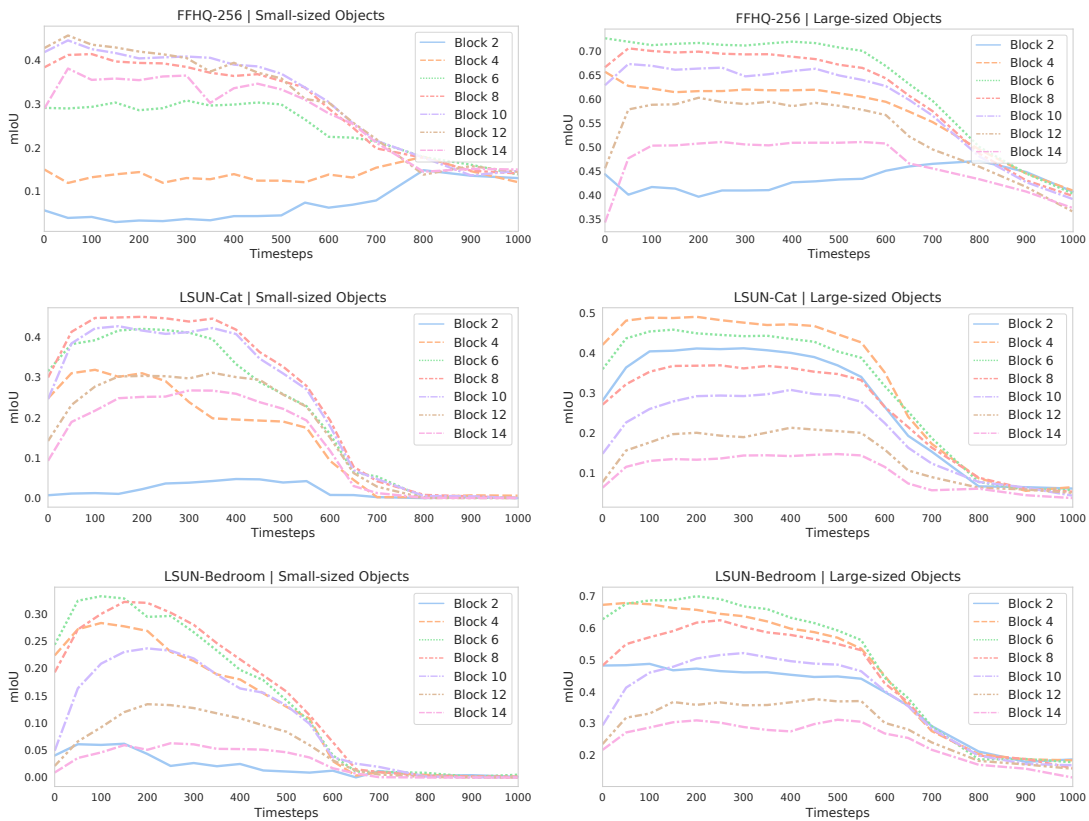 FFHQ-256 | Small-sized Objects
mIoU
0.4
0.3
0.2
0.1
0 100 200 300 400 500 600 700 800 900 1000
Timesteps
Block 2
Block 4
Block 6
Block 8
Block 10
Block 12
Block 14
FFHQ-256 | Large-sized Objects
mIoU
0.70
0.65
0.60
0.55
0.50
0.45
0.40
0.35
0 100 200 300 400 500 600 700 800 900 1000
Timesteps
Block 2
Block 4
Block 6
Block 8
Block 10
Block 12
Block 14
LSUN-Cat | Small-sized Objects
mIoU
0.4
0.3
0.2
0.1
0.0
0 100 200 300 400 500 600 700 800 900 1000
Timesteps
Block 2
Block 4
Block 6
Block 8
Block 10
Block 12
Block 14
LSUN-Cat | Large-sized Objects
mIoU
0.5
0.4
0.3
0.2
0.1
0 100 200 300 400 500 600 700 800 900 1000
Timesteps
Block 2
Block 4
Block 6
Block 8
Block 10
Block 12
Block 14
LSUN-Bedroom | Small-sized Objects
mIoU
0.30
0.25
0.20
0.15
0.10
0.05
0.00
0 100 200 300 400 500 600 700 800 900 1000
Timesteps
Block 2
Block 4
Block 6
Block 8
Block 10
Block 12
Block 14
LSUN-Bedroom | Large-sized Objects
mIoU
0.7
0.6
0.5
0.4
0.3
0.2
0 100 200 300 400 500 600 700 800 900 1000
Timesteps
Block 2
Block 4
Block 6
Block 8
Block 10
Block 12
Block 14